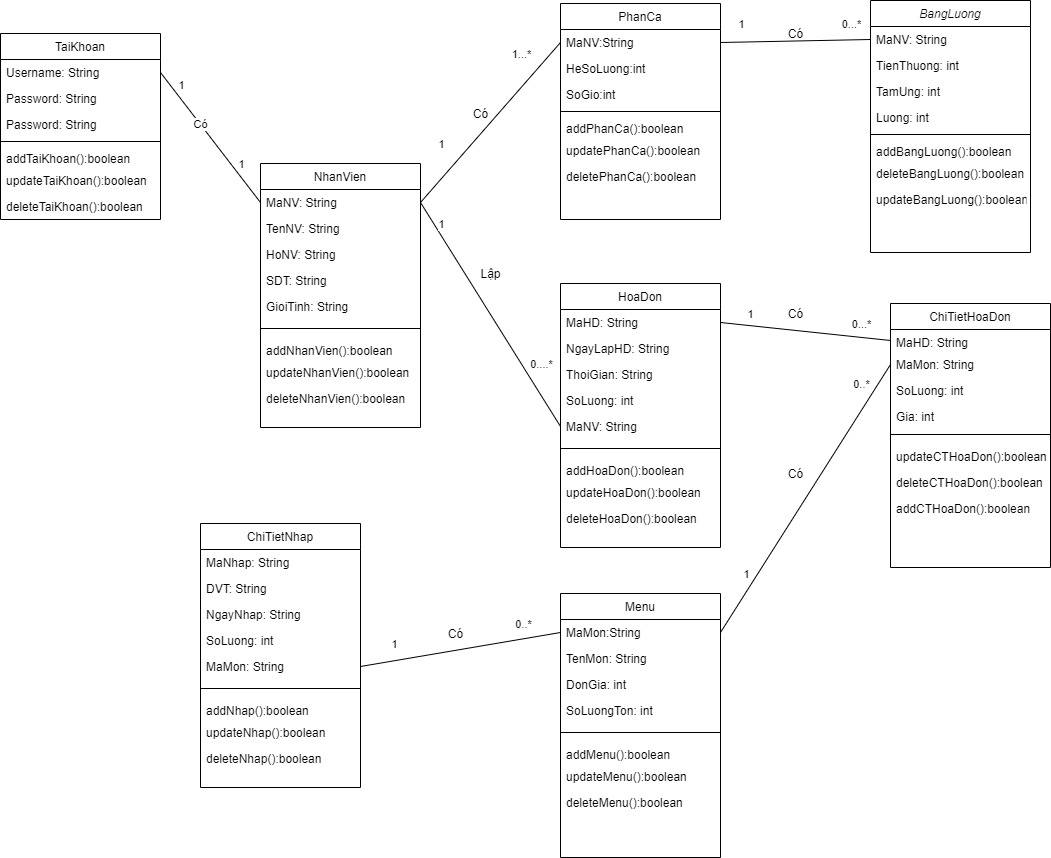 TaiKhoan
Username: String
Password: String
Password: String
addTaiKhoan():boolean
updateTaiKhoan():boolean
deleteTaiKhoan():boolean
1
Có
1
NhanVien
MaNV: String
TenNV: String
HoNV: String
SDT: String
GioiTinh: String
addNhanVien():boolean
updateNhanVien():boolean
deleteNhanVien():boolean
1
Có
1...*
PhanCa
MaNV:String
HeSoLuong:int
SoGio:int
addPhanCa():boolean
updatePhanCa():boolean
deletePhanCa():boolean
1
Có
0...*
BangLuong
MaNV: String
TienThuong: int
TamUng: int
Luong: int
addBangLuong():boolean
deleteBangLuong():boolean
updateBangLuong():boolean
1
Lập
0....*
HoaDon
MaHD: String
NgayLapHD: String
ThoiGian: String
SoLuong: int
MaNV: String
addHoaDon():boolean
updateHoaDon():boolean
deleteHoaDon():boolean
1
Có
0...*
ChiTietHoaDon
MaHD: String
MaMon: String
SoLuong: int
Gia: int
updateCTHoaDon():boolean
deleteCTHoaDon():boolean
addCTHoaDon():boolean
0..*
Có
1
ChiTietNhap
MaNhap: String
DVT: String
NgayNhap: String
SoLuong: int
MaMon: String
addNhap():boolean
updateNhap():boolean
deleteNhap():boolean
1
Có
0..*
Menu
MaMon:String
TenMon: String
DonGia: int
SoLuongTon: int
addMenu():boolean
updateMenu():boolean
deleteMenu():boolean